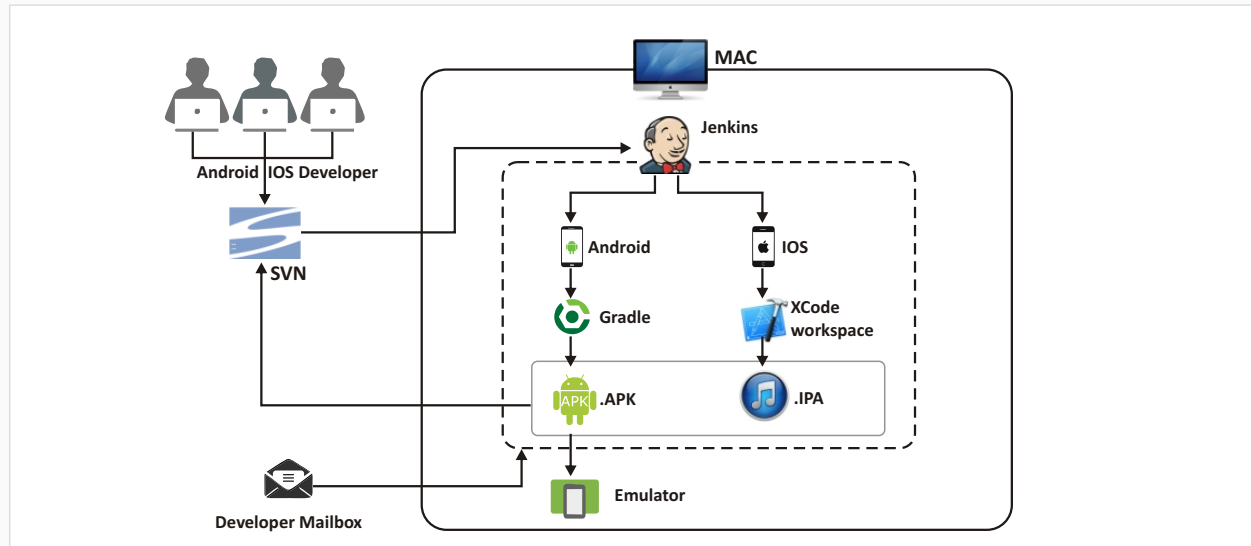 MAC
Jenkins
Android IOS Developer
Android
IOS
SVN
Gradle
XCode
workspace
APK
.APK
.IPA
Emulator
Developer Mailbox